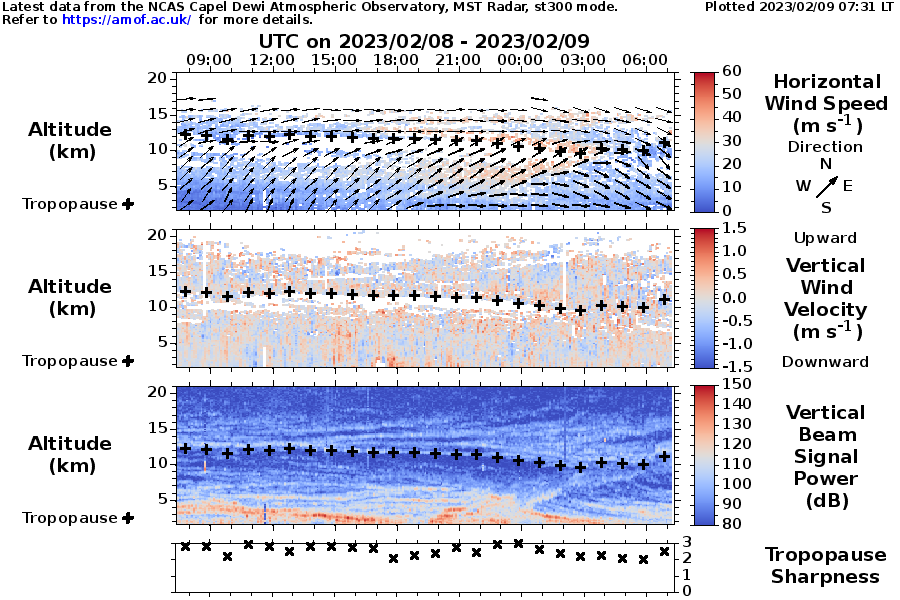 Latest data from the NCAS Capel Dewi Atmospheric Observatory, MST Radar, st300 mode.
Plotted 2023/02/09 07:31 LT
Refer to https://amof.ac.uk/ for more details.
UTC on 2023/02/08 - 2023/02/09
09:00 12:00 15:00 18:00 21:00 00:00 03:00 06:00
20
15
10
5
Altitude
(km)
Tropopause
60
50
40
30
20
10
0
Horizontal
Wind Speed
(m s-1)
Direction
N
W E
S
20
15
10
5
Altitude
(km)
Tropopause
1.5
1.0
0.5
0.0
-0.5
-1.0
-1.5
Upward
Vertical
Wind
Velocity
(m s-1)
Downward
20
15
10
5
Altitude
(km)
Tropopause
150
140
130
120
110
100
90
80
Vertical
Beam
Signal
Power
(dB)
3
2
1
0
Tropopause
Sharpness